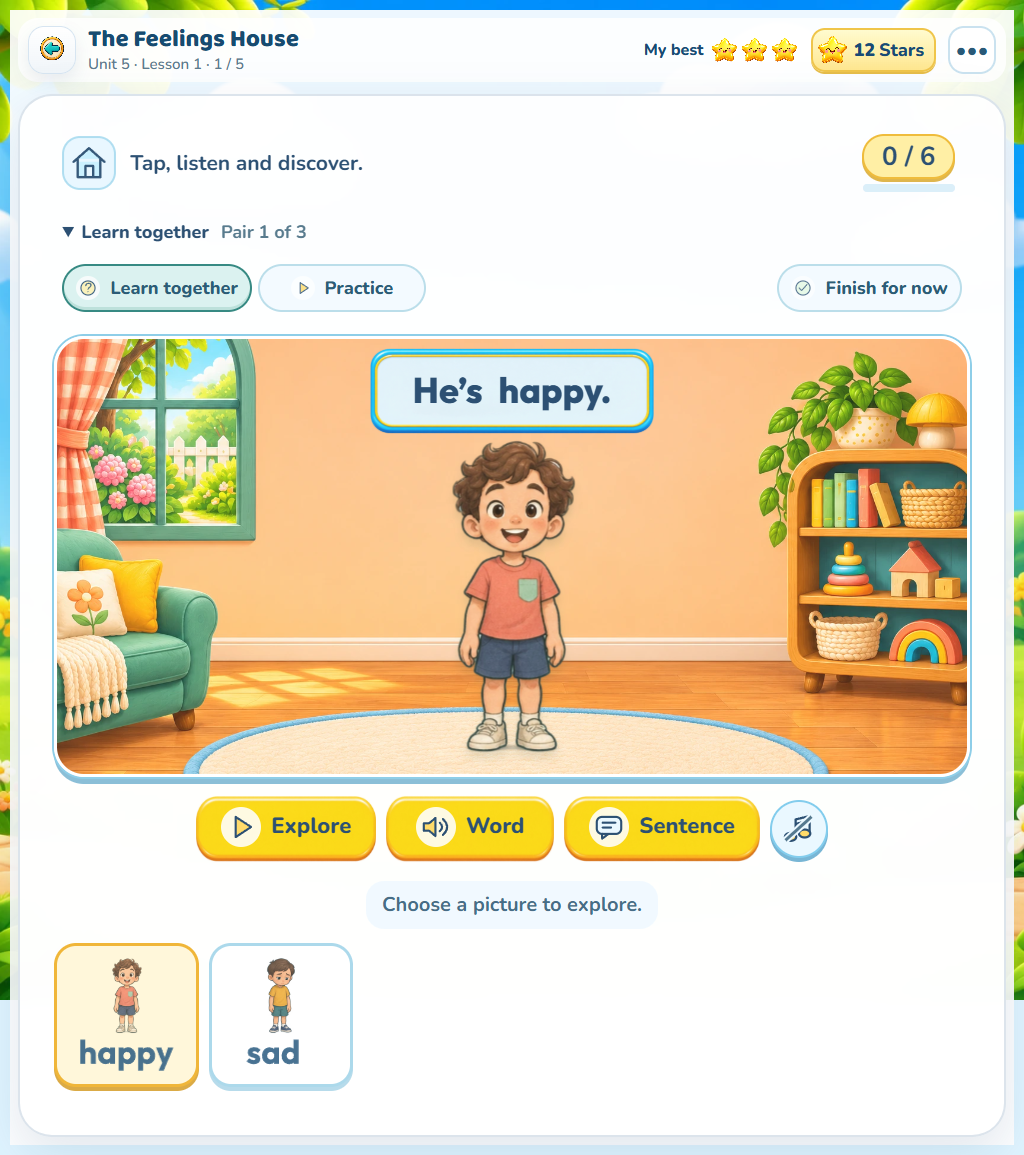 The Feelings House
Unit 5 · Lesson 1 · 1 / 5
My best
12 Stars
Tap, listen and discover.
0 / 6
▼ Learn together Pair 1 of 3
Learn together
Practice
Finish for now
He's happy.
Explore
Word
Sentence
Choose a picture to explore.
happy
sad